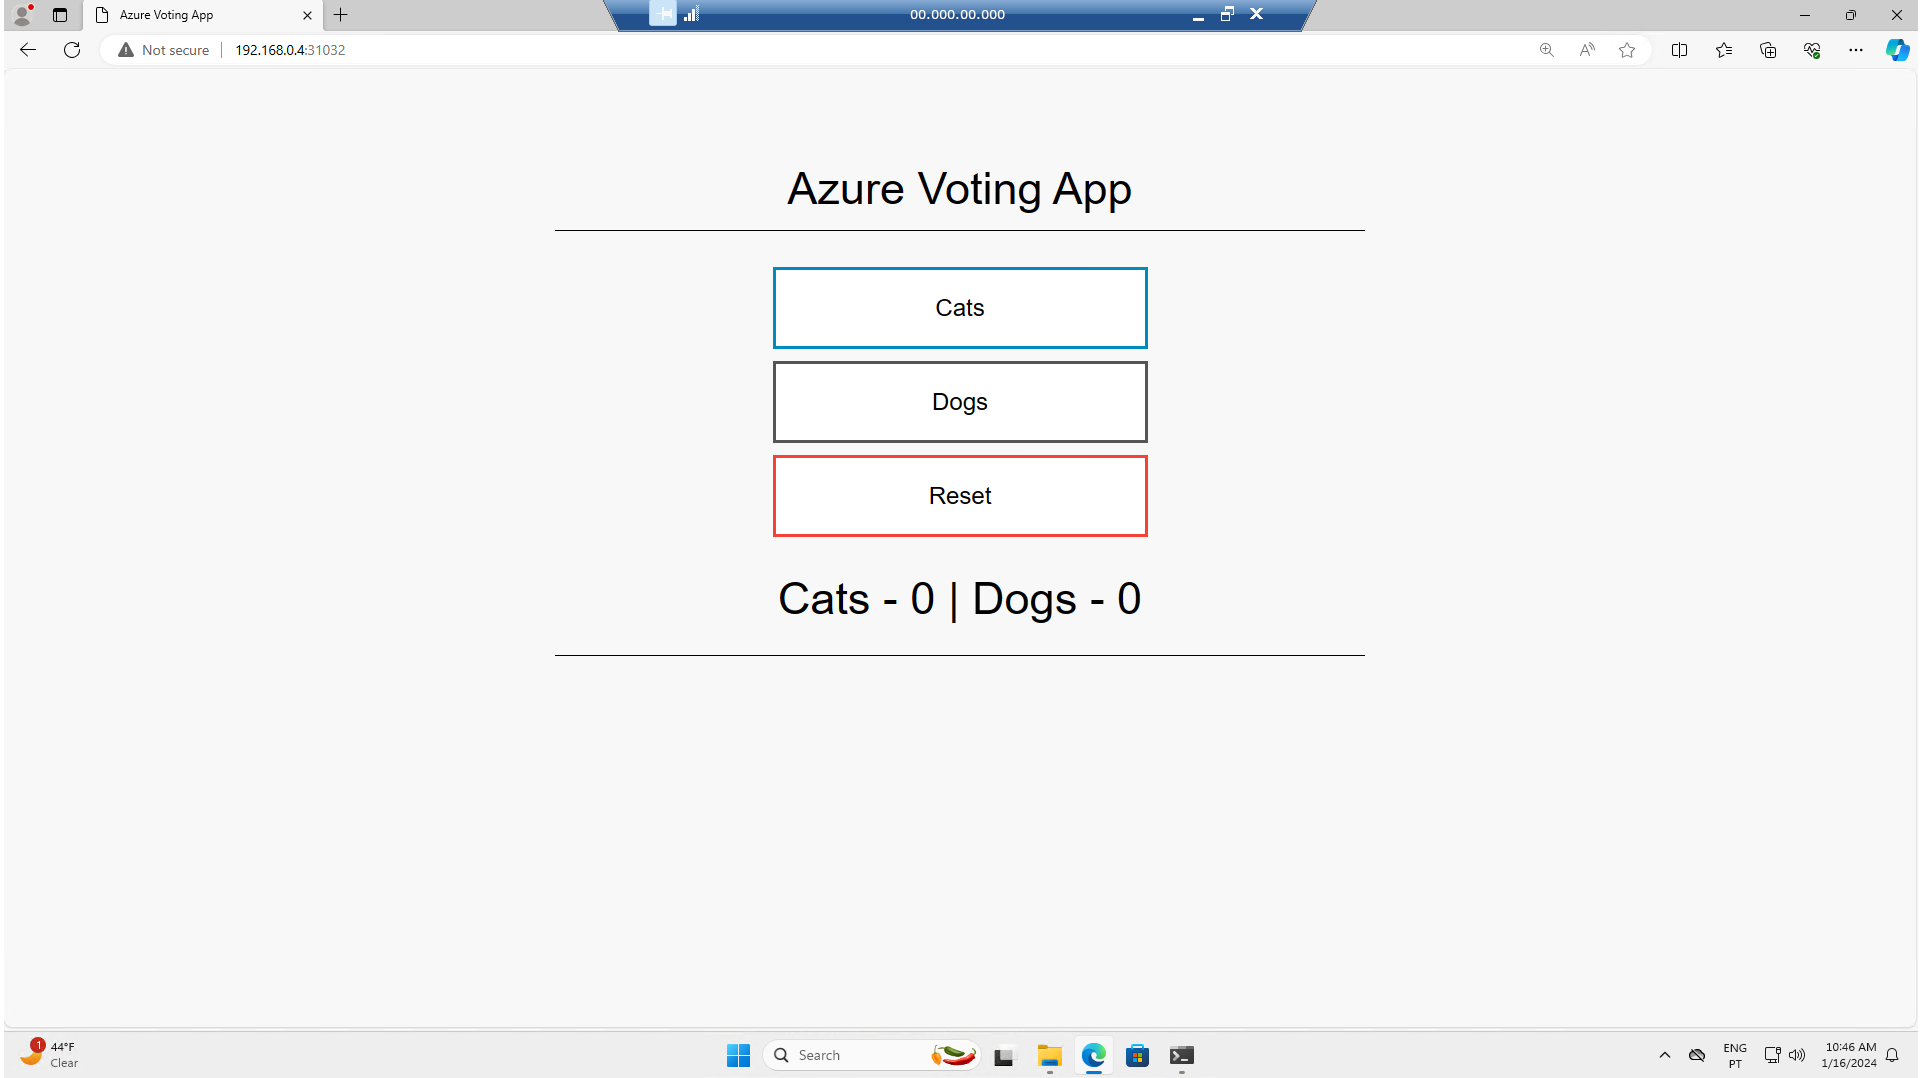 Azure Voting App
00.000.00.000
Not secure
192.168.0.4:31032
Azure Voting App
Cats
Dogs
Reset
Cats - 0 | Dogs - 0
1
44°F
Clear
Search
ENG
PT
10:46 AM
1/16/2024